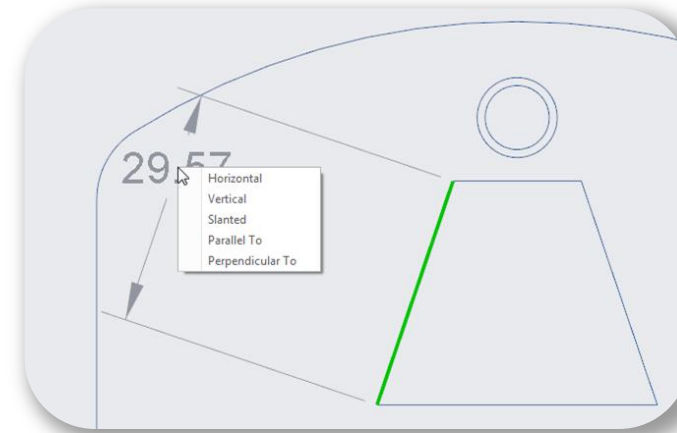 29.57
Horizontal
Vertical
Slanted
Parallel To
Perpendicular To